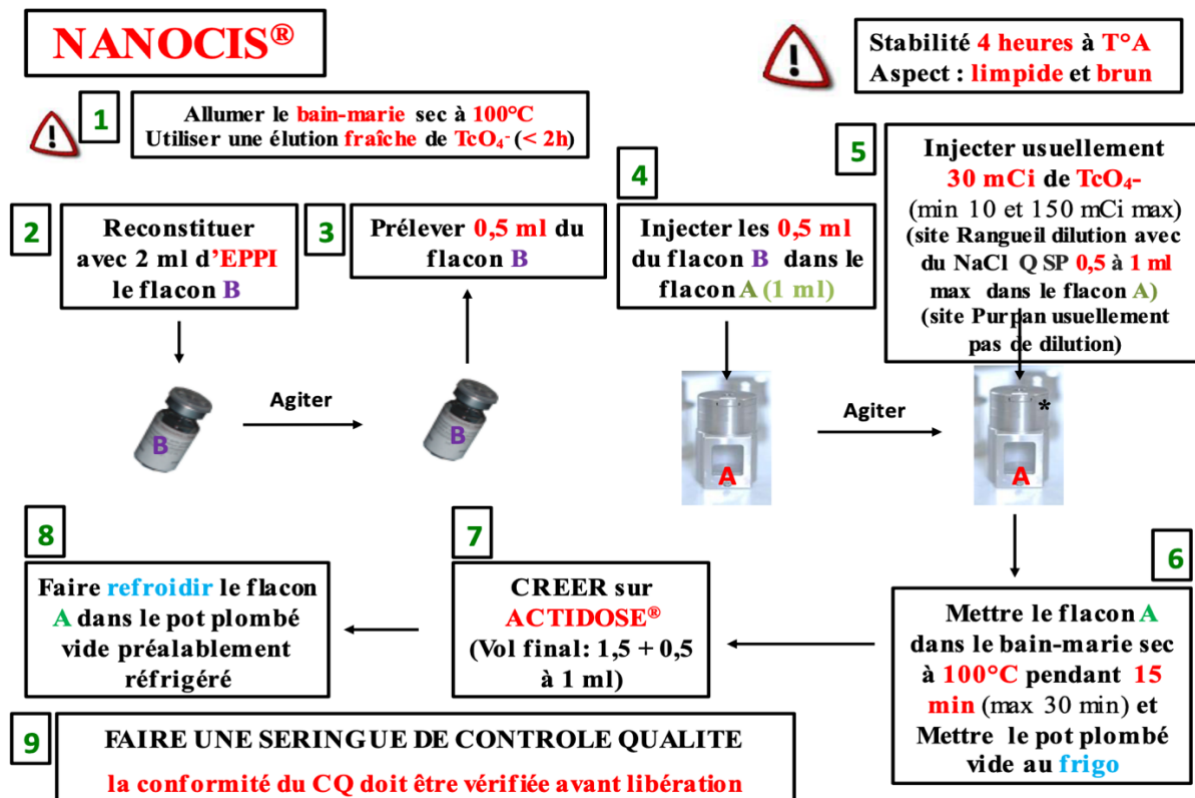 NANOCIS®
Stabilité 4 heures à T°A
Aspect : limpide et brun
1
Allumer le bain-marie sec à 100°C
Utiliser une élution fraîche de TcO₄⁻ (< 2h)
2
Reconstituer
avec 2 ml d'EPPI
le flacon B
3
Prélever 0,5 ml du
flacon B
4
Injecter les 0,5 ml
du flacon B dans le
flacon A (1 ml)
5
Injecter usuellement
30 mCi de TcO₄-
(min 10 et 150 mCi max)
(site Rangueil dilution avec
du NaCl Q SP 0,5 à 1 ml
max dans le flacon A)
(site Purpan usuellement
pas de dilution)
B
Agiter
B
A
Agiter
*
A
6
Mettre le flacon A
dans le bain-marie sec
à 100°C pendant 15
min (max 30 min) et
Mettre le pot plombé
vide au frigo
7
CREER sur
ACTIDOSE®
(Vol final: 1,5 + 0,5
à 1 ml)
8
Faire refroidir le flacon
A dans le pot plombé
vide préalablement
réfrigéré
9
FAIRE UNE SERINGUE DE CONTROLE QUALITE
la conformité du CQ doit être vérifiée avant libération